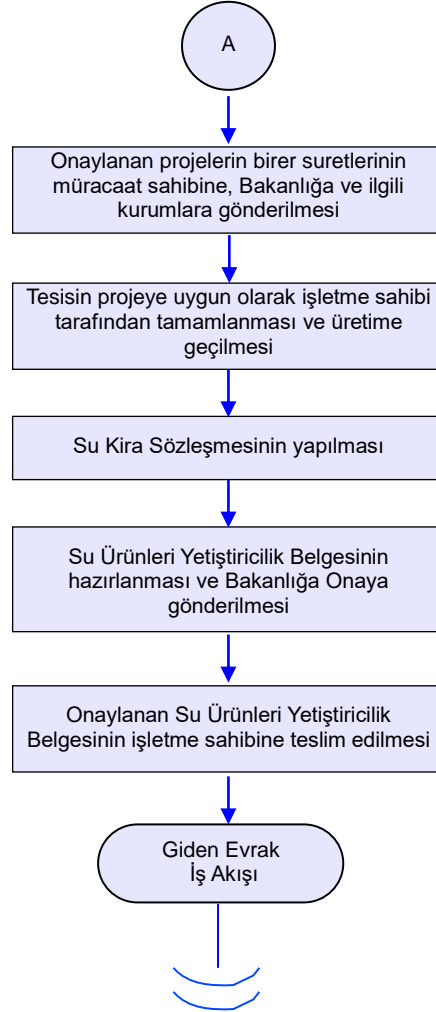 A
Onaylanan projelerin birer suretlerinin
müracaat sahibine, Bakanlığa ve ilgili
kurumlara gönderilmesi
Tesisin projeye uygun olarak işletme sahibi
tarafından tamamlanması ve üretime
geçilmesi
Su Kira Sözleşmesinin yapılması
Su Ürünleri Yetiştiricilik Belgesinin
hazırlanması ve Bakanlığa Onaya
gönderilmesi
Onaylanan Su Ürünleri Yetiştiricilik
Belgesinin işletme sahibine teslim edilmesi
Giden Evrak
İş Akışı